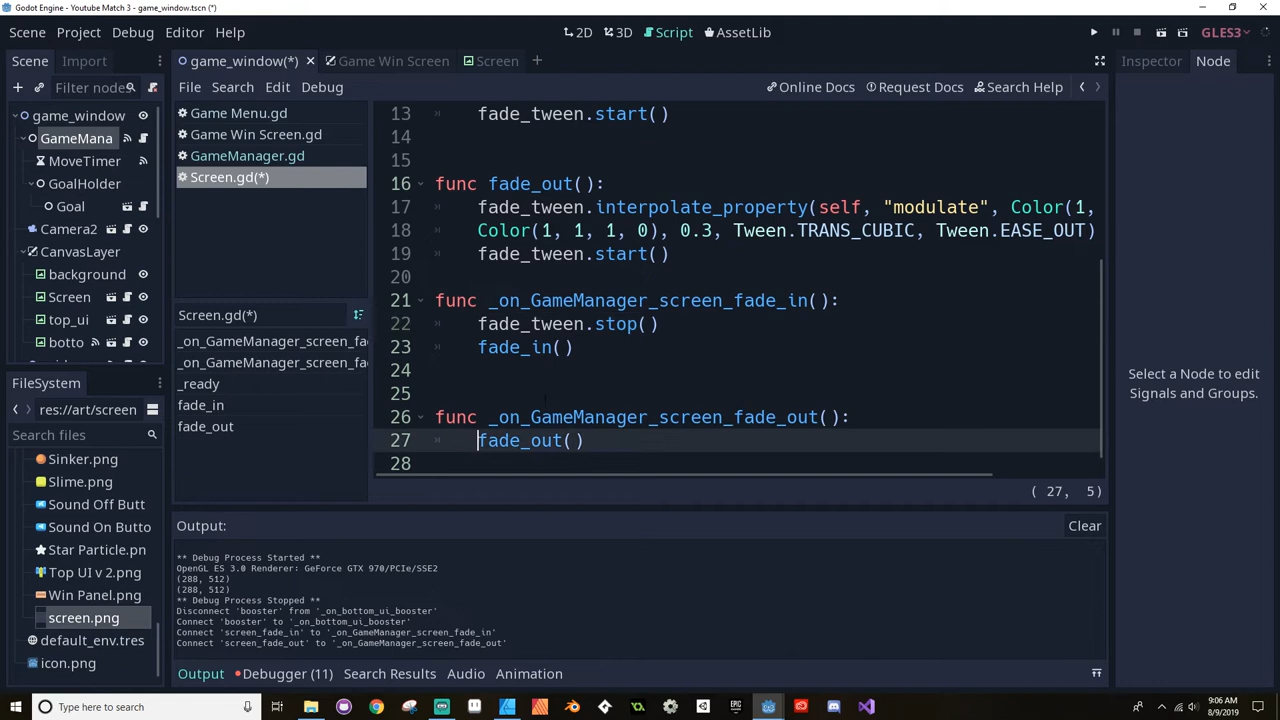 Godot Engine - Youtube Match 3 - game_window.tscn (*)
Scene Project Debug Editor Help
2D 3D Script AssetLib
GLES3
Scene Import
game_window(*) Game Win Screen Screen
Inspector Node
Filter nodes
File Search Edit Debug
Online Docs Request Docs Search Help
game_window
GameMana
MoveTimer
GoalHolder
Goal
Camera2
CanvasLayer
background
Screen
top_ui
botto
Game Menu.gd
Game Win Screen.gd
GameManager.gd
Screen.gd(*)
Screen.gd(*)
_on_GameManager_screen_fa
_on_GameManager_screen_fa
_ready
fade_in
fade_out
13 fade_tween.start()
14
15
16 func fade_out():
17 fade_tween.interpolate_property(self, "modulate", Color(1,
18 Color(1, 1, 1, 0), 0.3, Tween.TRANS_CUBIC, Tween.EASE_OUT)
19 fade_tween.start()
20
21 func _on_GameManager_screen_fade_in():
22 fade_tween.stop()
23 fade_in()
24
25
26 func _on_GameManager_screen_fade_out():
27 fade_out()
28
( 27, 5)
Select a Node to edit
Signals and Groups.
FileSystem
res://art/screen
Search files
Sinker.png
Slime.png
Sound Off Butt
Sound On Butto
Star Particle.pn
Top UI v 2.png
Win Panel.png
screen.png
default_env.tres
icon.png
Output:
Clear
** Debug Process Started **
OpenGL ES 3.0 Renderer: GeForce GTX 970/PCIe/SSE2
(288, 512)
(288, 512)
** Debug Process Stopped **
Disconnect 'booster' from '_on_bottom_ui_booster'
Connect 'booster' to '_on_bottom_ui_booster'
Connect 'screen_fade_in' to '_on_GameManager_screen_fade_in'
Connect 'screen_fade_out' to '_on_GameManager_screen_fade_out'
Output Debugger (11) Search Results Audio Animation
Type here to search
9:06 AM
8/9/2019